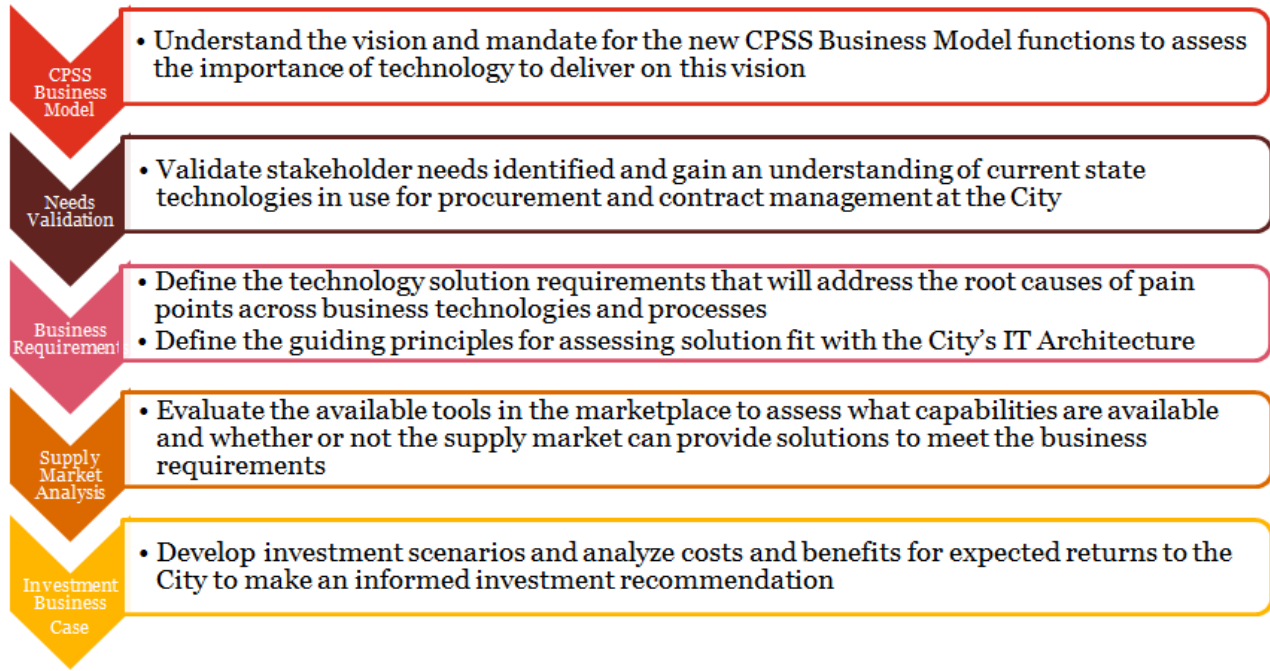 CPSS
Business
Model
• Understand the vision and mandate for the new CPSS Business Model functions to assess
the importance of technology to deliver on this vision
Needs
Validation
• Validate stakeholder needs identified and gain an understanding of current state
technologies in use for procurement and contract management at the City
Business
Requirement
• Define the technology solution requirements that will address the root causes of pain
points across business technologies and processes
• Define the guiding principles for assessing solution fit with the City's IT Architecture
Supply
Market
Analysis
• Evaluate the available tools in the marketplace to assess what capabilities are available
and whether or not the supply market can provide solutions to meet the business
requirements
Investment
Business
Case
• Develop investment scenarios and analyze costs and benefits for expected returns to the
City to make an informed investment recommendation